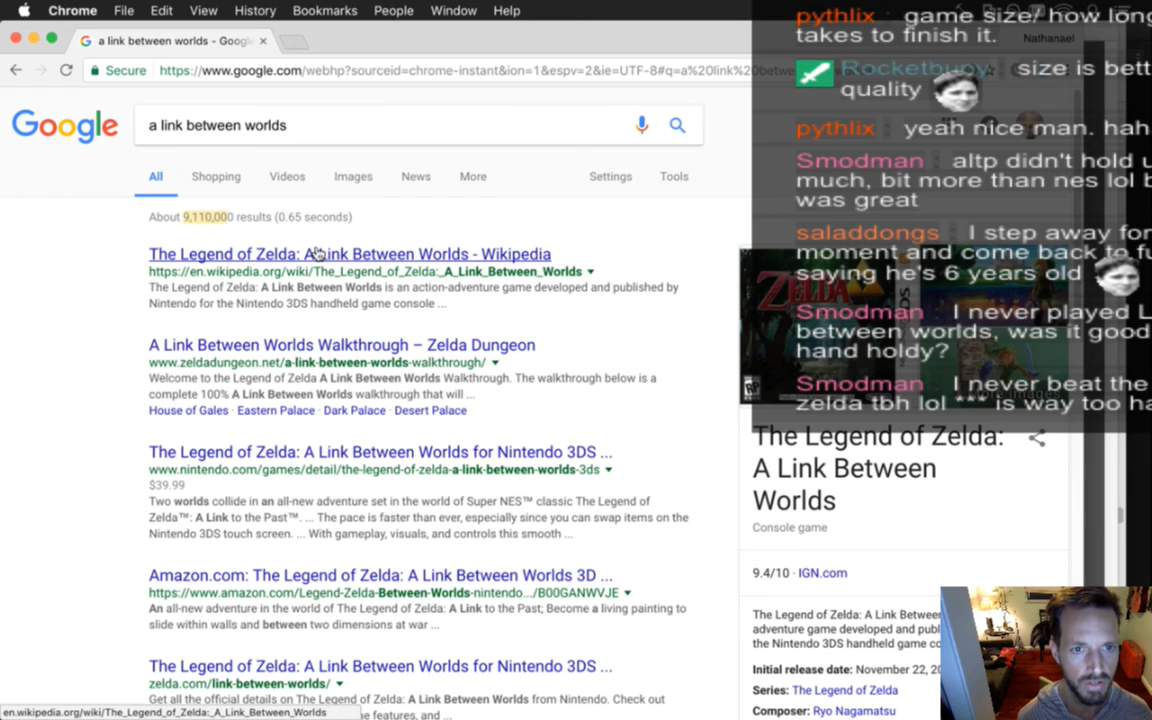 Chrome File Edit View History Bookmarks People Window Help
a link between worlds - Goog
Nathanael
Secure https://www.google.com/webhp?sourceid=chrome-instant&ion=1&espv=2&ie=UTF-8#q=a%20link%20betwe
Google
a link between worlds
All Shopping Videos Images News More Settings Tools
About 9,110,000 results (0.65 seconds)
The Legend of Zelda: A Link Between Worlds - Wikipedia
https://en.wikipedia.org/wiki/The_Legend_of_Zelda:_A_Link_Between_Worlds
The Legend of Zelda: A Link Between Worlds is an action-adventure game developed and published by
Nintendo for the Nintendo 3DS handheld game console ...
A Link Between Worlds Walkthrough – Zelda Dungeon
www.zeldadungeon.net/a-link-between-worlds-walkthrough/
Welcome to the Legend of Zelda A Link Between Worlds Walkthrough. The walkthrough below is a
complete 100% A Link Between Worlds walkthrough that will ...
House of Gales · Eastern Palace · Dark Palace · Desert Palace
The Legend of Zelda: A Link Between Worlds for Nintendo 3DS ...
www.nintendo.com/games/detail/the-legend-of-zelda-a-link-between-worlds-3ds
$39.99
Two worlds collide in an all-new adventure set in the world of Super NES™ classic The Legend of
Zelda™: A Link to the Past™. ... The pace is faster than ever, especially since you can swap items on the
Nintendo 3DS touch screen. ... With gameplay, visuals, and controls this smooth ...
Amazon.com: The Legend of Zelda: A Link Between Worlds 3D ...
https://www.amazon.com/Legend-Zelda-Between-Worlds-nintendo.../B00GANWVJE
An all-new adventure in the world of The Legend of Zelda: A Link to the Past; Become a living painting to
slide within walls and between two dimensions at war ...
The Legend of Zelda: A Link Between Worlds for Nintendo 3DS ...
zelda.com/link-between-worlds/
Get all the official details on The Legend of Zelda: A Link Between Worlds from Nintendo. Check out
e features, and ...
en.wikipedia.org/wiki/The_Legend_of_Zelda:_A_Link_Between_Worlds
pythlix game size/ how long
takes to finish it.
Rocketbupy size is bett
quality
pythlix yeah nice man. hah
Smodman altp didn't hold u
much, bit more than nes lol b
was great
saladdongs I step away for
moment and come back to fu
saying he's 6 years old
Smodman I never played L
between worlds, was it good
hand holdy?
Smodman I never beat the
zelda tbh lol *** is way too ha
ZELDA
RP
More images
The Legend of Zelda:
A Link Between
Worlds
Console game
9.4/10 · IGN.com
The Legend of Zelda: A Link Betwee
adventure game developed and publ
the Nintendo 3DS handheld game co
Initial release date: November 22, 20
Series: The Legend of Zelda
Composer: Ryo Nagamatsu